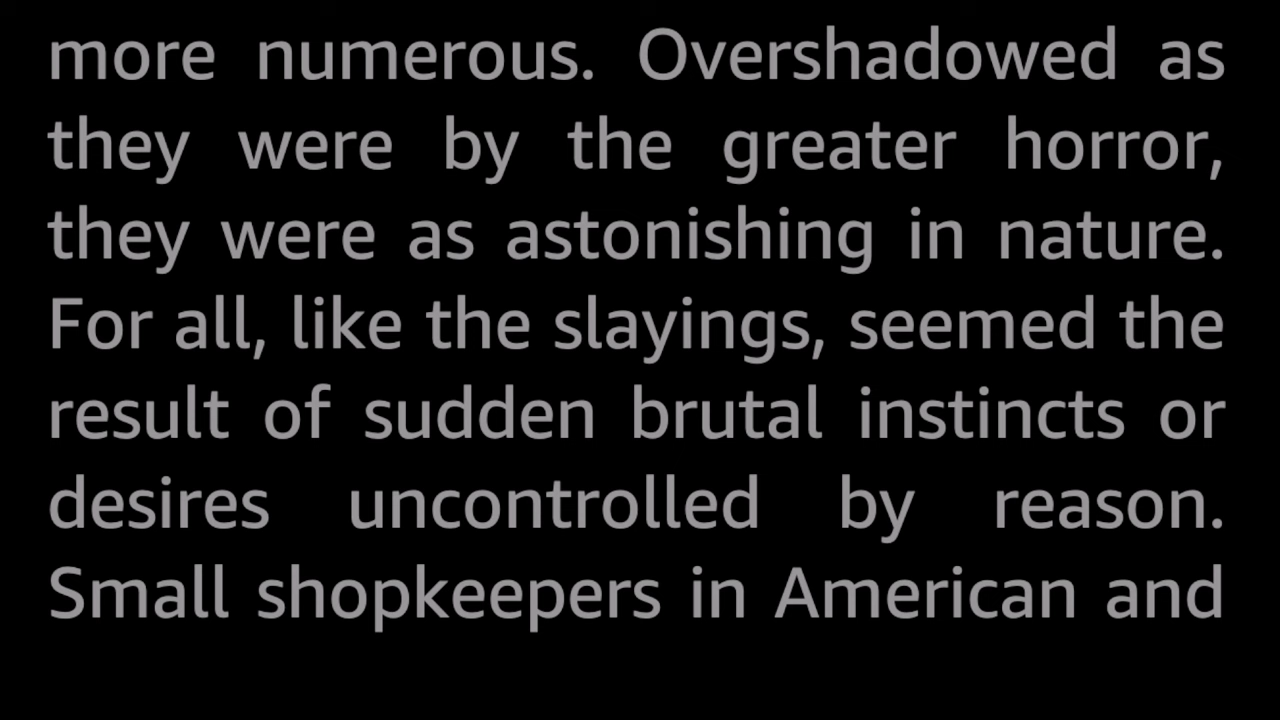 more numerous. Overshadowed as
they were by the greater horror,
they were as astonishing in nature.
For all, like the slayings, seemed the
result of sudden brutal instincts or
desires uncontrolled by reason.
Small shopkeepers in American and